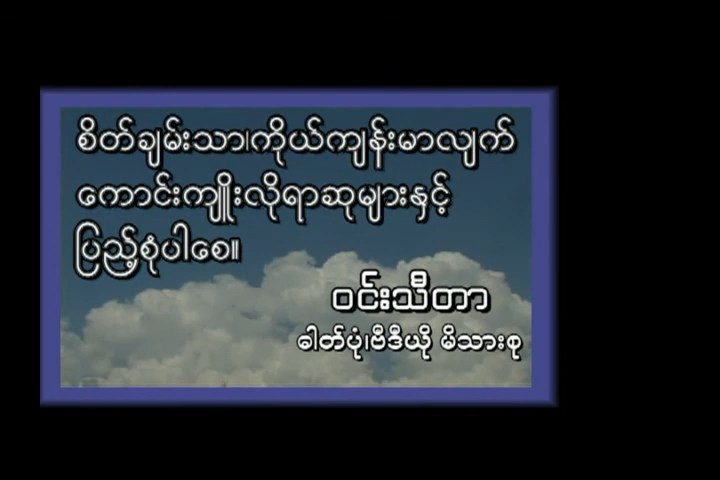 စိတ်ချမ်းသာ၊ကိုယ်ကျန်းမာလျက်
ကောင်းကျိုးလိုရာဆုများနှင့်
ပြည့်စုံပါစေ။
ဝင်းသီတာ
ဓါတ်ပုံ၊ဗီဒီယို မိသားစု